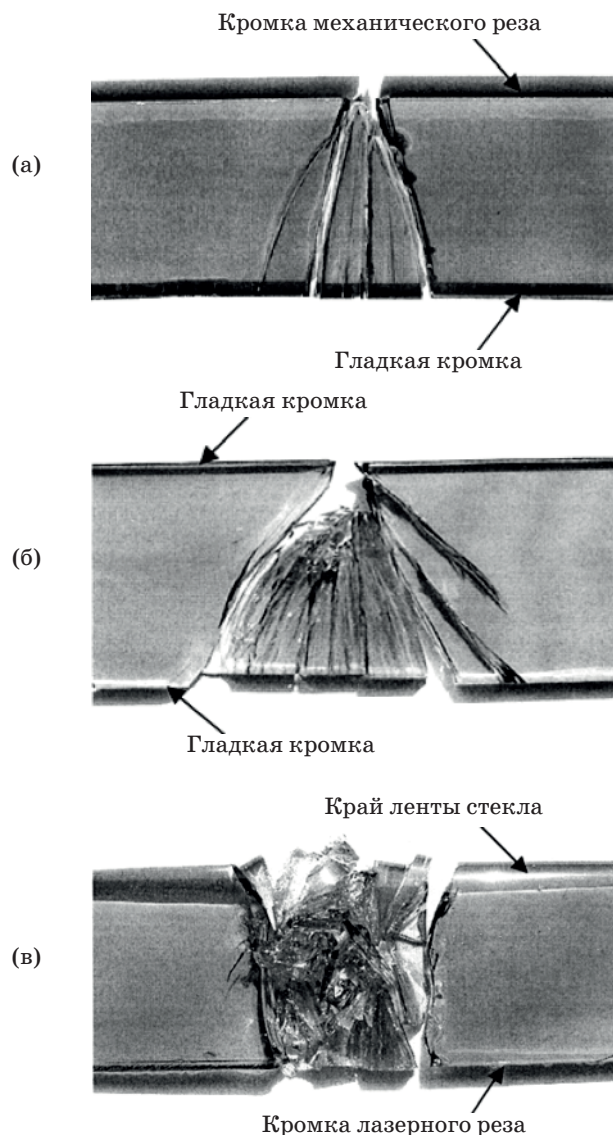 Кромка механического реза
(а)
Гладкая кромка
Гладкая кромка
(б)
Гладкая кромка
Край ленты стекла
(в)
Кромка лазерного реза